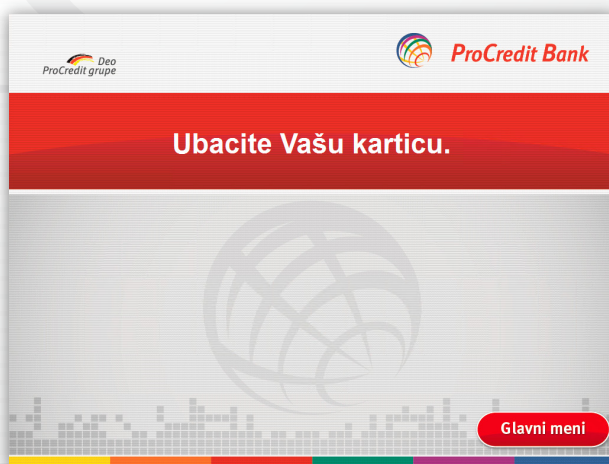 Deo
ProCredit grupe
ProCredit Bank
Ubacite Vašu karticu.
Glavni meni